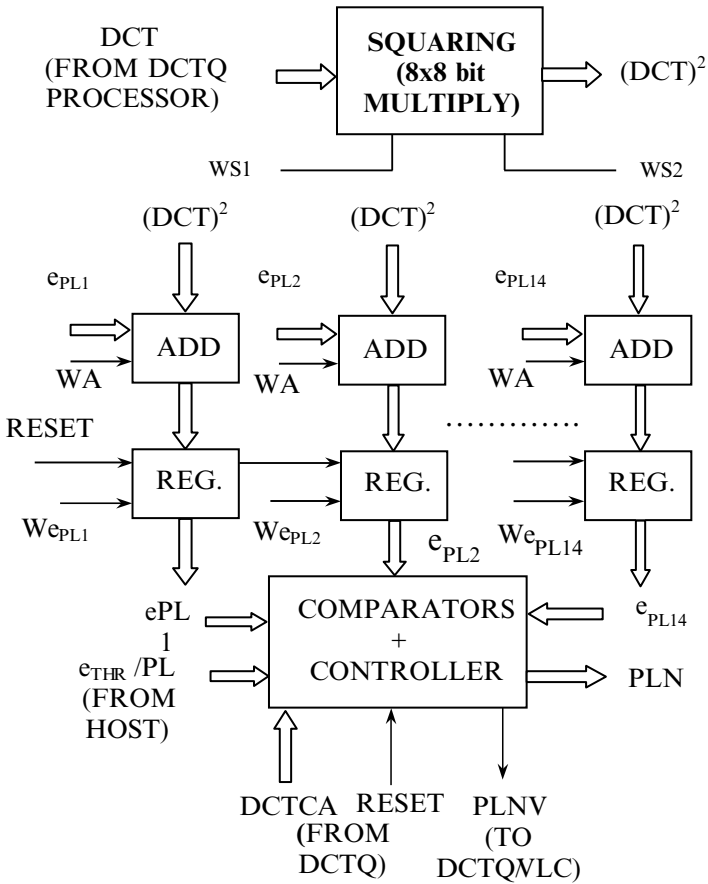 DCT
(FROM DCTQ
PROCESSOR)
SQUARING
(8x8 bit
MULTIPLY)
(DCT)²
WS1
WS2
(DCT)²
(DCT)²
(DCT)²
ePL1
ePL2
ePL14
ADD
ADD
ADD
WA
WA
WA
..............
RESET
REG.
REG.
REG.
WePL1
WePL2
ePL2
WePL14
ePL
1
COMPARATORS
+
CONTROLLER
ePL14
eTHR /PL
(FROM
HOST)
PLN
DCTCA
(FROM
DCTQ)
RESET
PLNV
(TO
DCTQ/VLC)